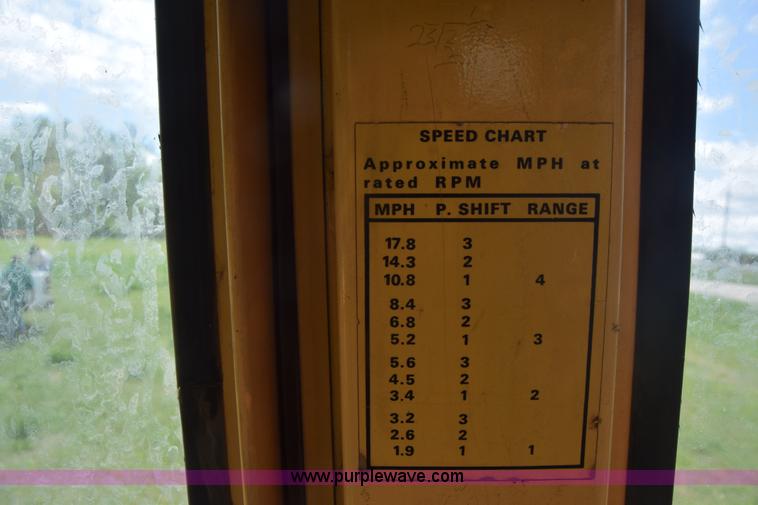 SPEED CHART
Approximate MPH at
rated RPM
MPH P. SHIFT RANGE
17.8 3
14.3 2
10.8 1 4
8.4 3
6.8 2
5.2 1 3
5.6 3
4.5 2
3.4 1 2
3.2 3
2.6 2
1.9 1 1
www.purplewave.com